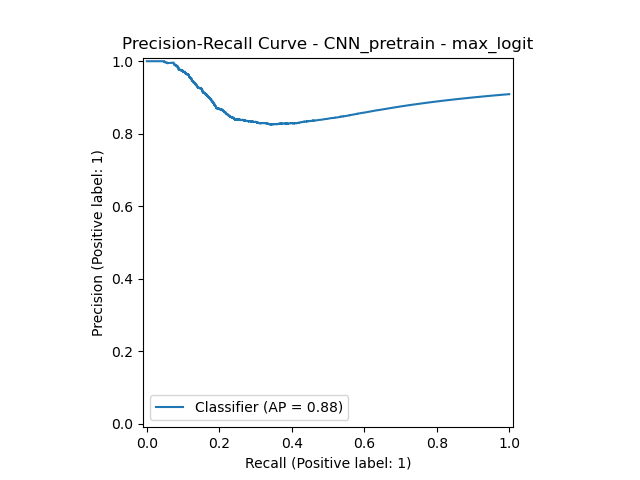 Precision-Recall Curve - CNN_pretrain - max_logit
1.0
0.8
0.6
0.4
0.2
0.0
Precision (Positive label: 1)
Classifier (AP = 0.88)
0.0 0.2 0.4 0.6 0.8 1.0
Recall (Positive label: 1)